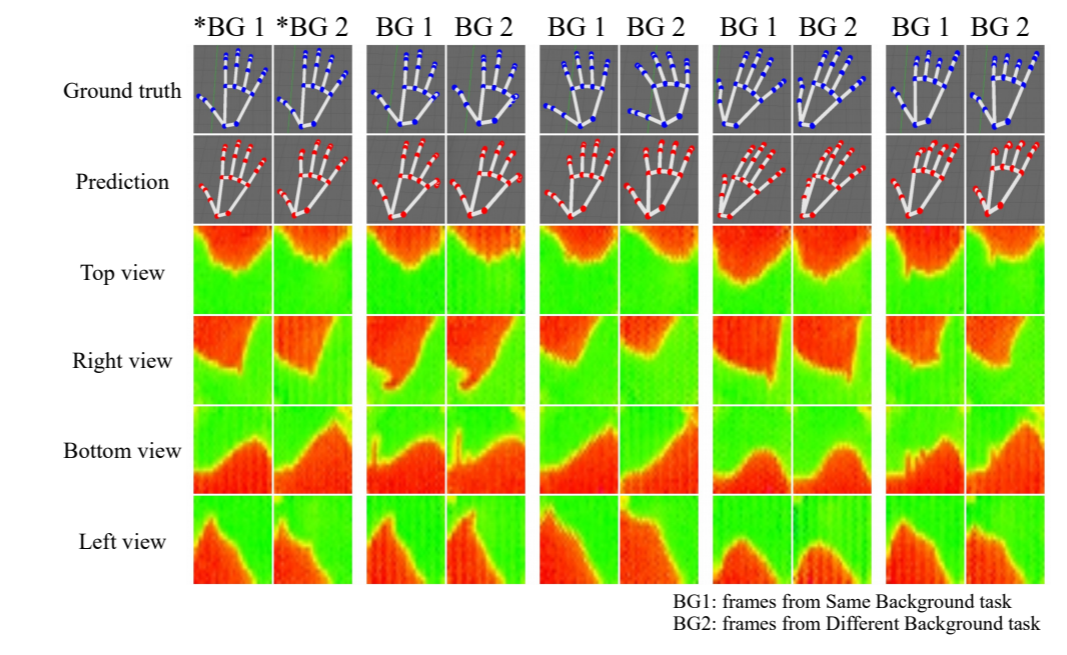 *BG 1 *BG 2 BG 1 BG 2 BG 1 BG 2 BG 1 BG 2 BG 1 BG 2
Ground truth
Prediction
Top view
Right view
Bottom view
Left view
BG1: frames from Same Background task
BG2: frames from Different Background task